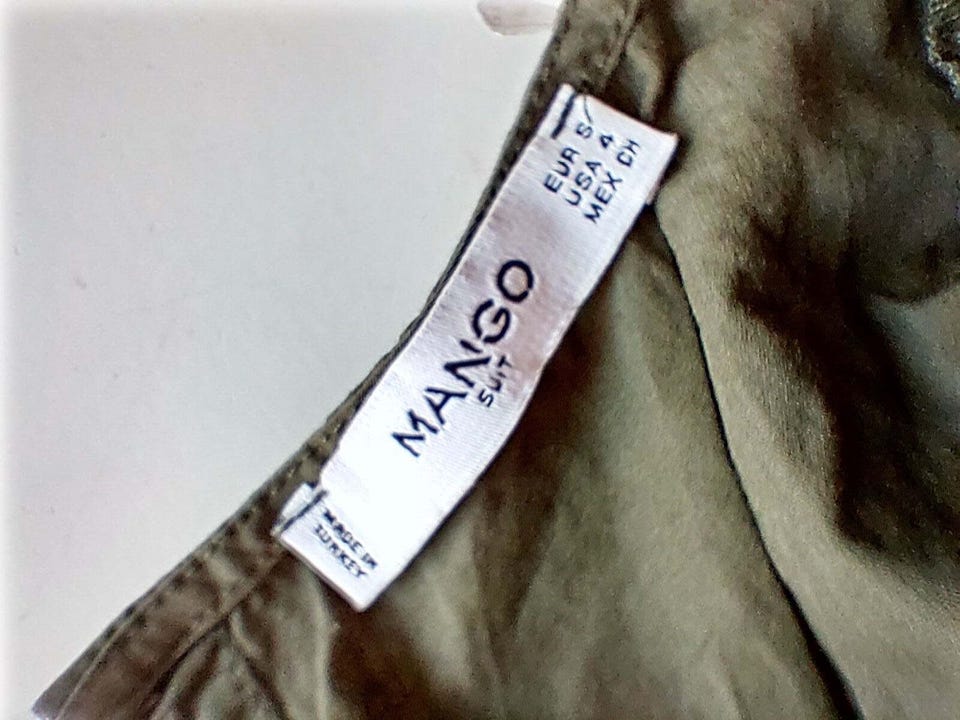 EUR S
USA 4
MEX CH
MANGO
SUIT
MADE IN
TURKEY